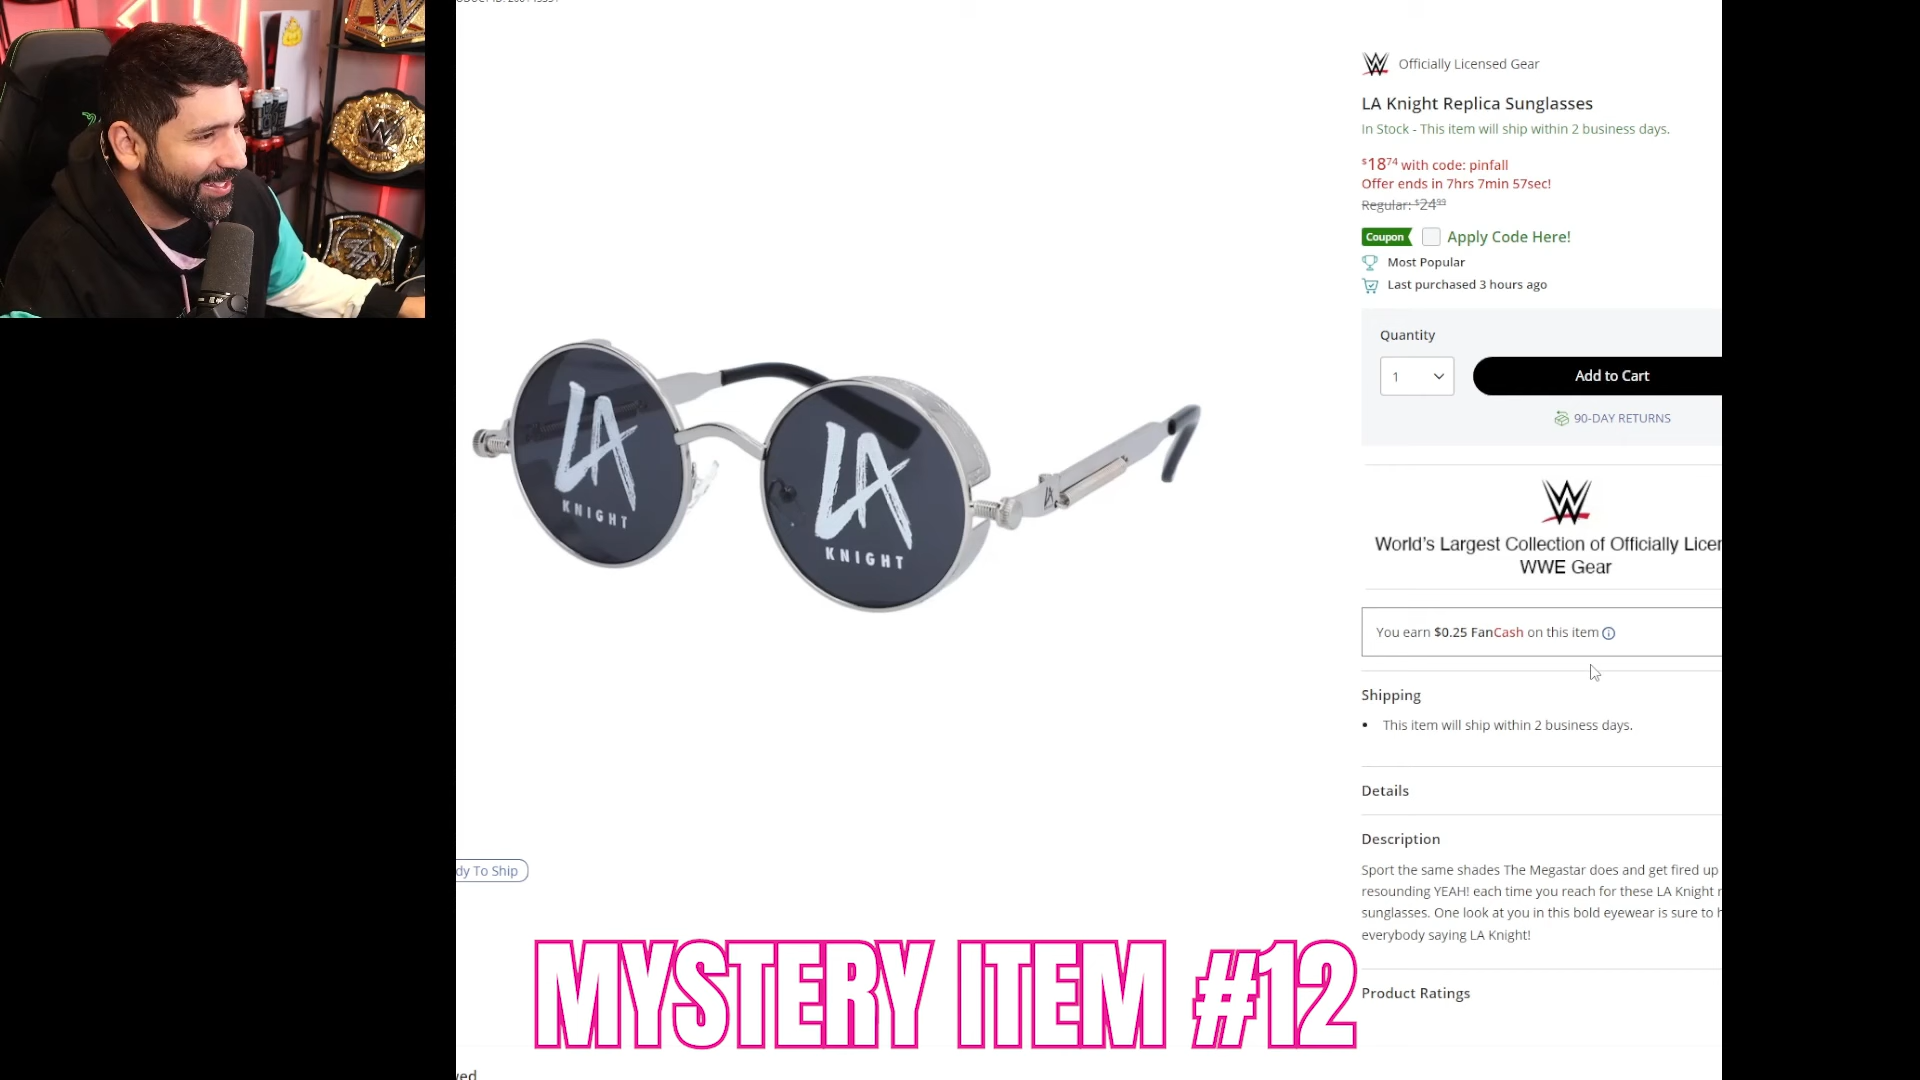 Officially Licensed Gear
LA Knight Replica Sunglasses
In Stock - This item will ship within 2 business days.
$18.74 with code: pinfall
Offer ends in 7hrs 7min 57sec!
Regular: $24.99
Coupon Apply Code Here!
Most Popular
Last purchased 3 hours ago
Quantity
1 Add to Cart
90-DAY RETURNS
LA
KNIGHT
LA
KNIGHT
LA
W
World's Largest Collection of Officially Licen
WWE Gear
You earn $0.25 FanCash on this item
Shipping
• This item will ship within 2 business days.
Details
Description
dy To Ship
Sport the same shades The Megastar does and get fired up
resounding YEAH! each time you reach for these LA Knight
sunglasses. One look at you in this bold eyewear is sure to
everybody saying LA Knight!
MYSTERY ITEM #12
Product Ratings